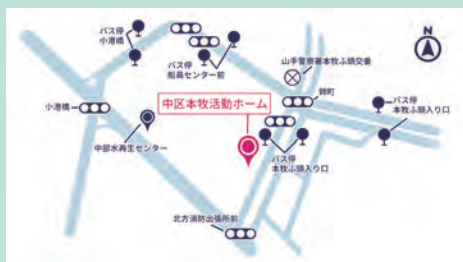 バス停
小港橋
バス停
船員センター前
山手警察署本牧ふ頭交番
N
小港橋
中区本牧活動ホーム
錦町
バス停
本牧ふ頭入り口
中部水再生センター
バス停
本牧ふ頭入り口
北方消防出張所前